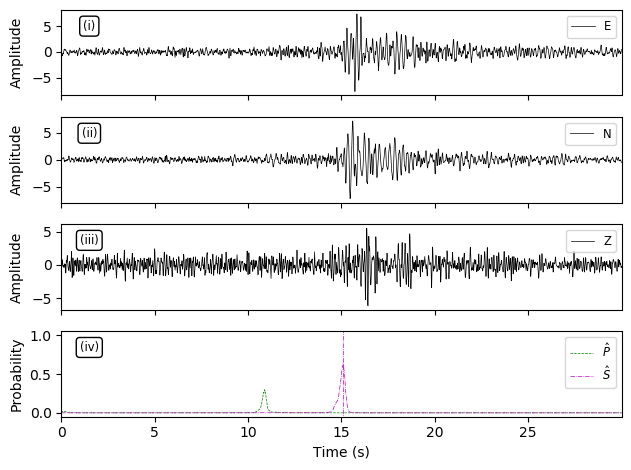 Amplitude
5
0
−5
(i)
E
Amplitude
5
0
−5
(ii)
N
Amplitude
5
0
−5
(iii)
Z
Probability
1.0
0.5
0.0
(iv)
P̂
Ŝ
0 5 10 15 20 25
Time (s)